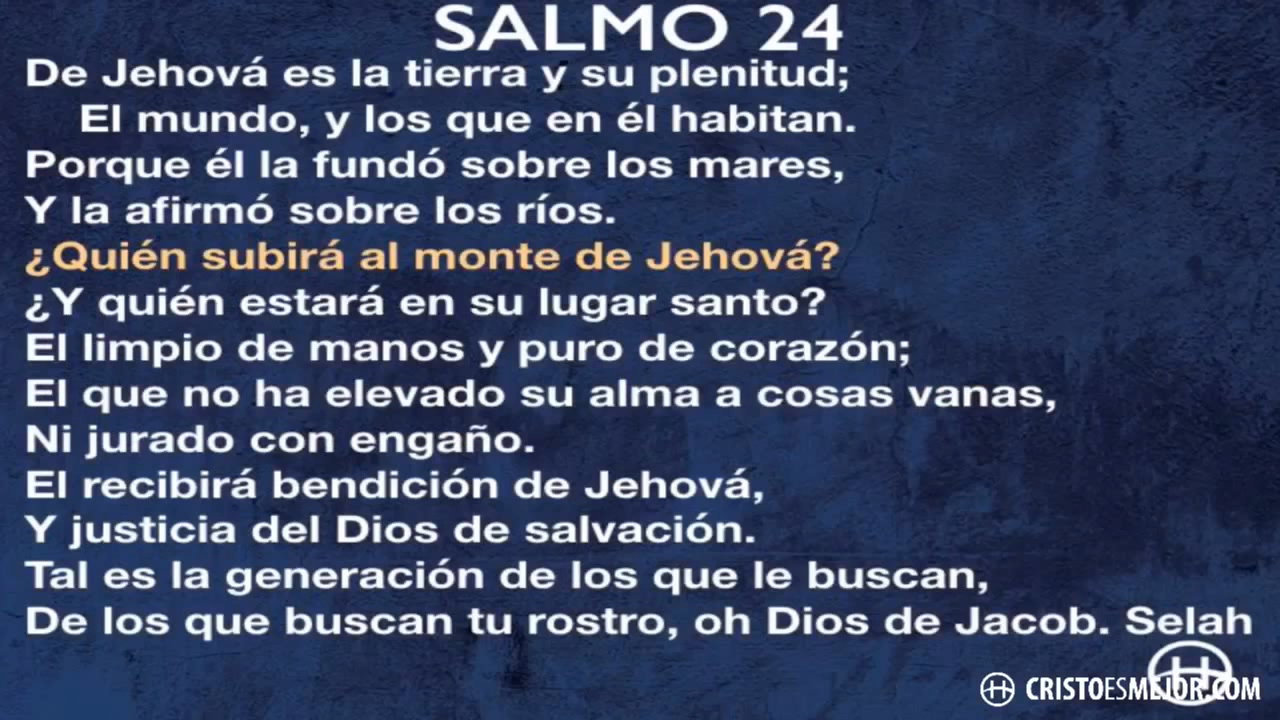 SALMO 24
De Jehová es la tierra y su plenitud;
El mundo, y los que en él habitan.
Porque él la fundó sobre los mares,
Y la afirmó sobre los ríos.
¿Quién subirá al monte de Jehová?
¿Y quién estará en su lugar santo?
El limpio de manos y puro de corazón;
El que no ha elevado su alma a cosas vanas,
Ni jurado con engaño.
El recibirá bendición de Jehová,
Y justicia del Dios de salvación.
Tal es la generación de los que le buscan,
De los que buscan tu rostro, oh Dios de Jacob. Selah
CRISTOESMEJOR.COM